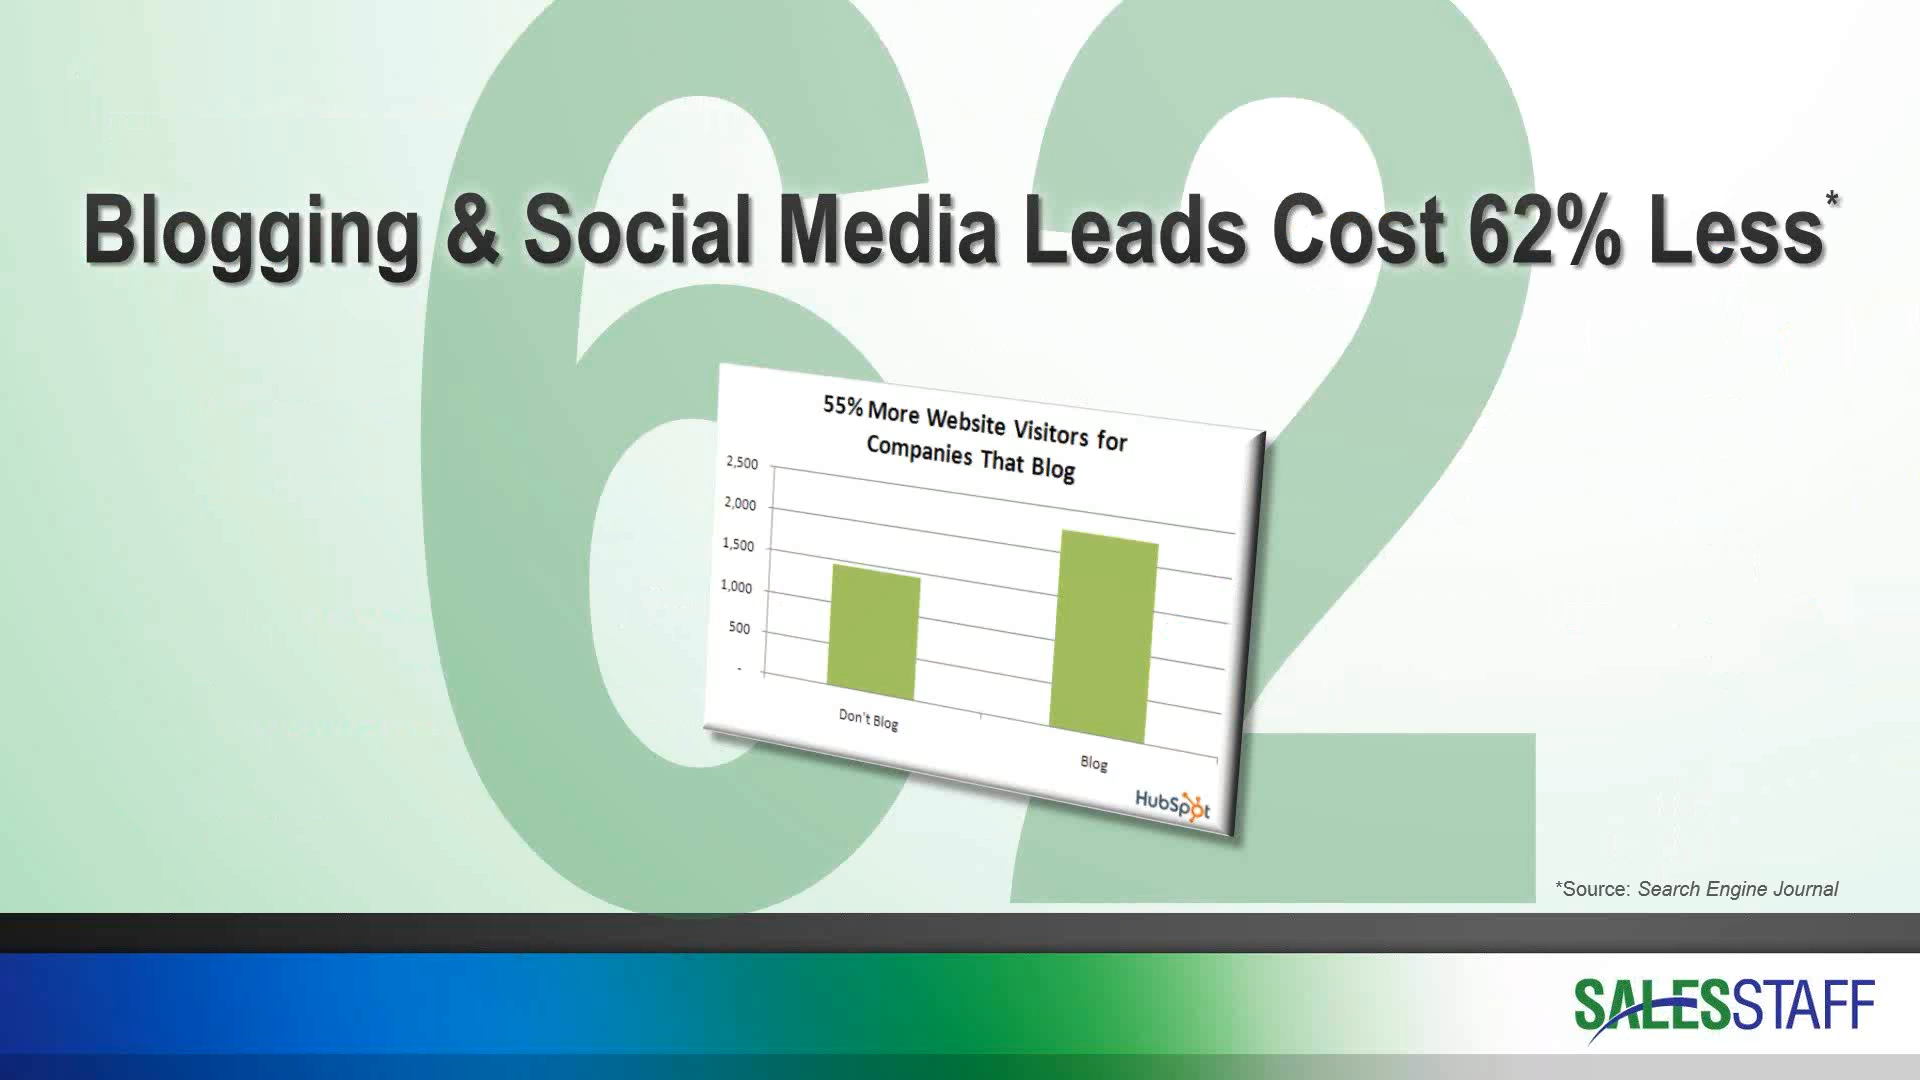 62
Blogging & Social Media Leads Cost 62% Less*
55% More Website Visitors for
Companies That Blog
2,500
2,000
1,500
1,000
500
-
Don't Blog
Blog
HubSpot
*Source: Search Engine Journal
SALESSTAFF